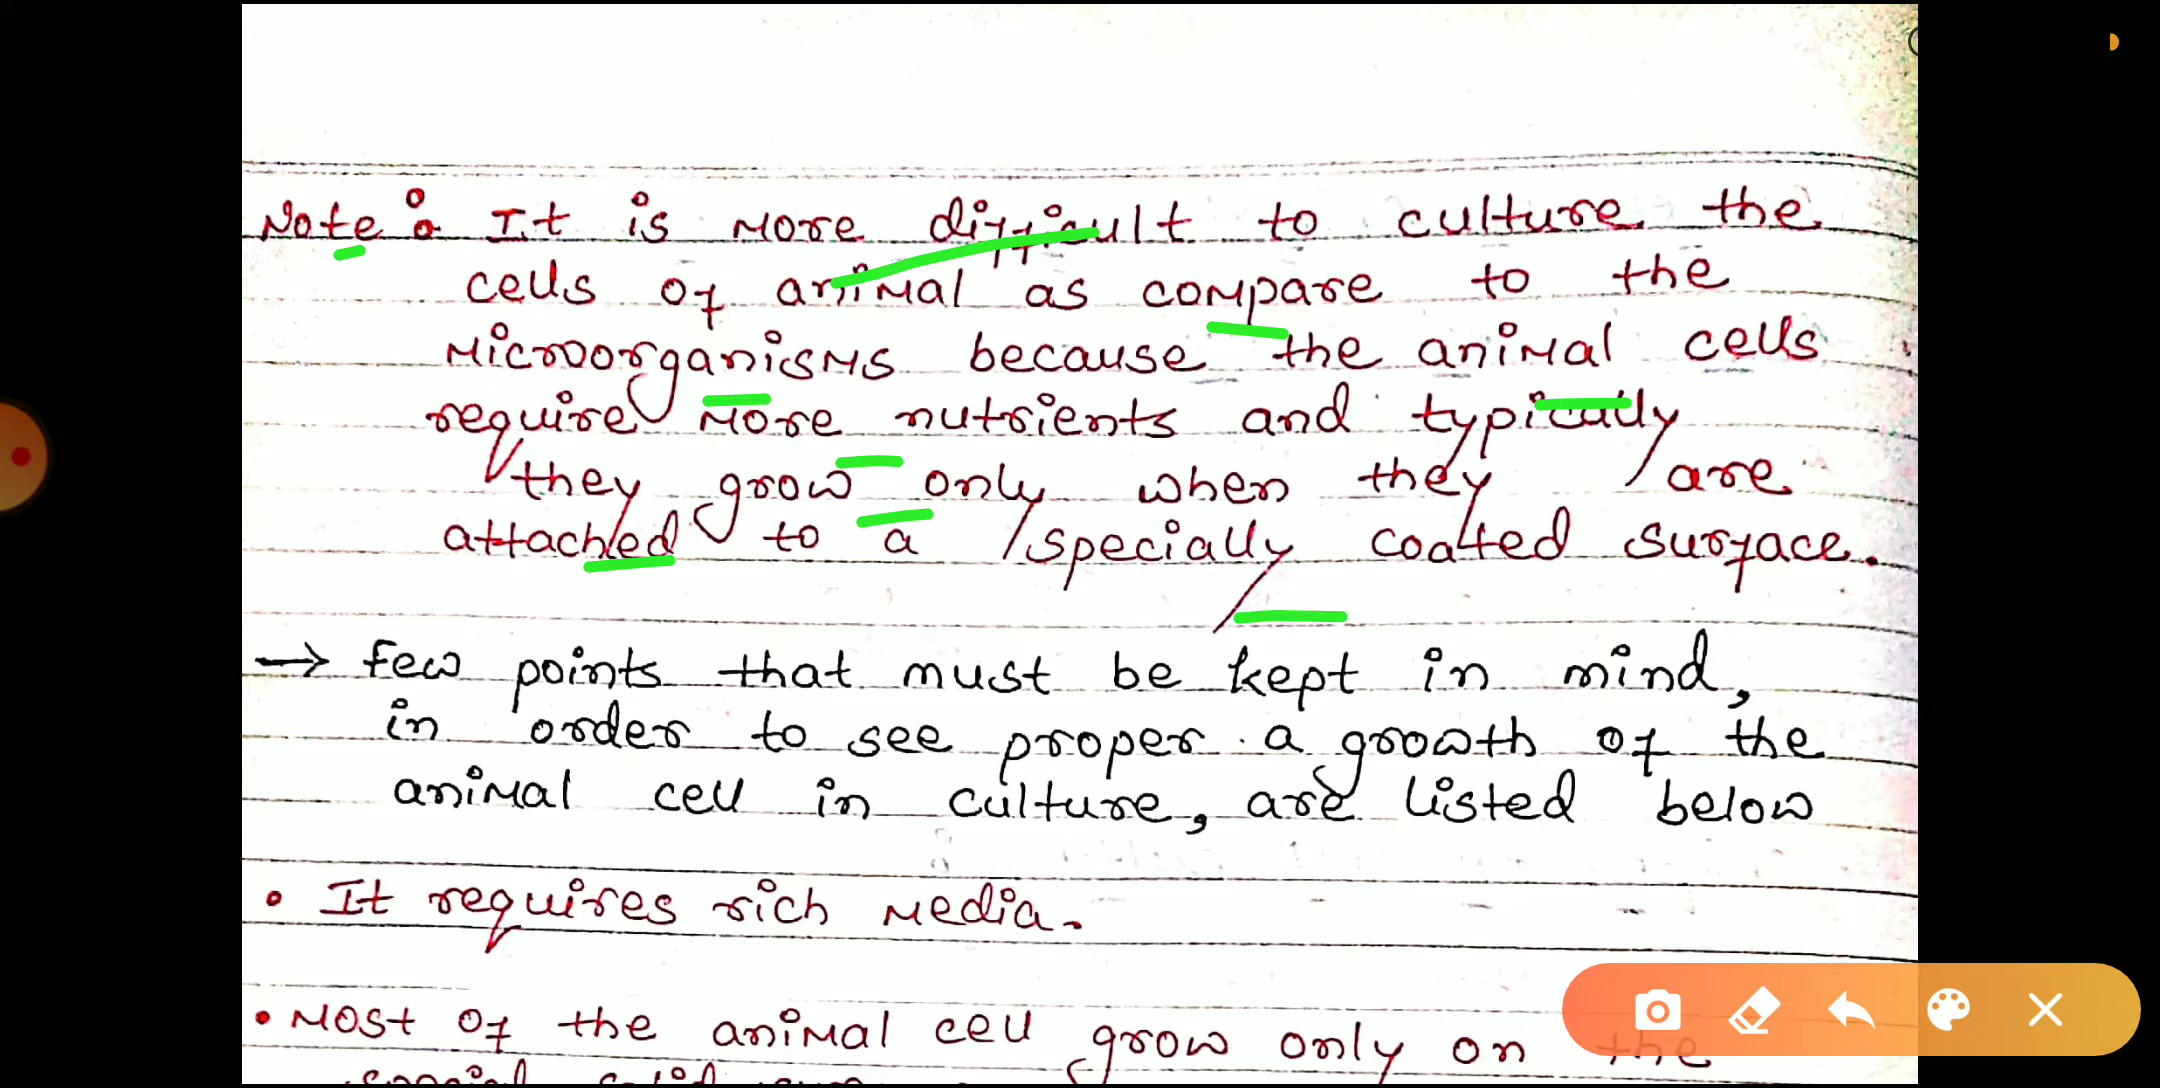 Note : It is more difficult to culture the
cells of animal as compare to the
microorganisms because the animal cells
require more nutrients and typically
they grow only when they are
attached to a specially coated surface.
→ Few points that must be kept in mind,
in order to see proper a growth of the
animal cell in culture, are listed below
• It requires rich media.
• Most of the animal cell grow only on the
special solid